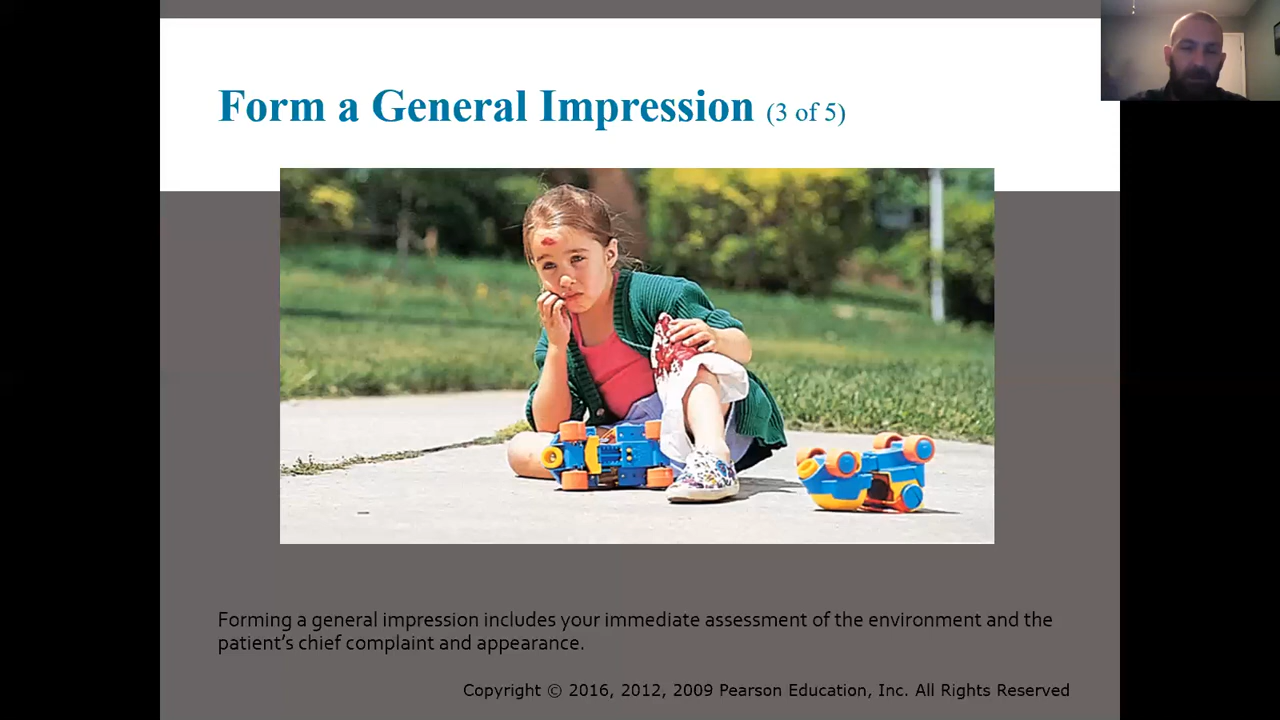 Form a General Impression (3 of 5)
Forming a general impression includes your immediate assessment of the environment and the
patient’s chief complaint and appearance.
Copyright © 2016, 2012, 2009 Pearson Education, Inc. All Rights Reserved